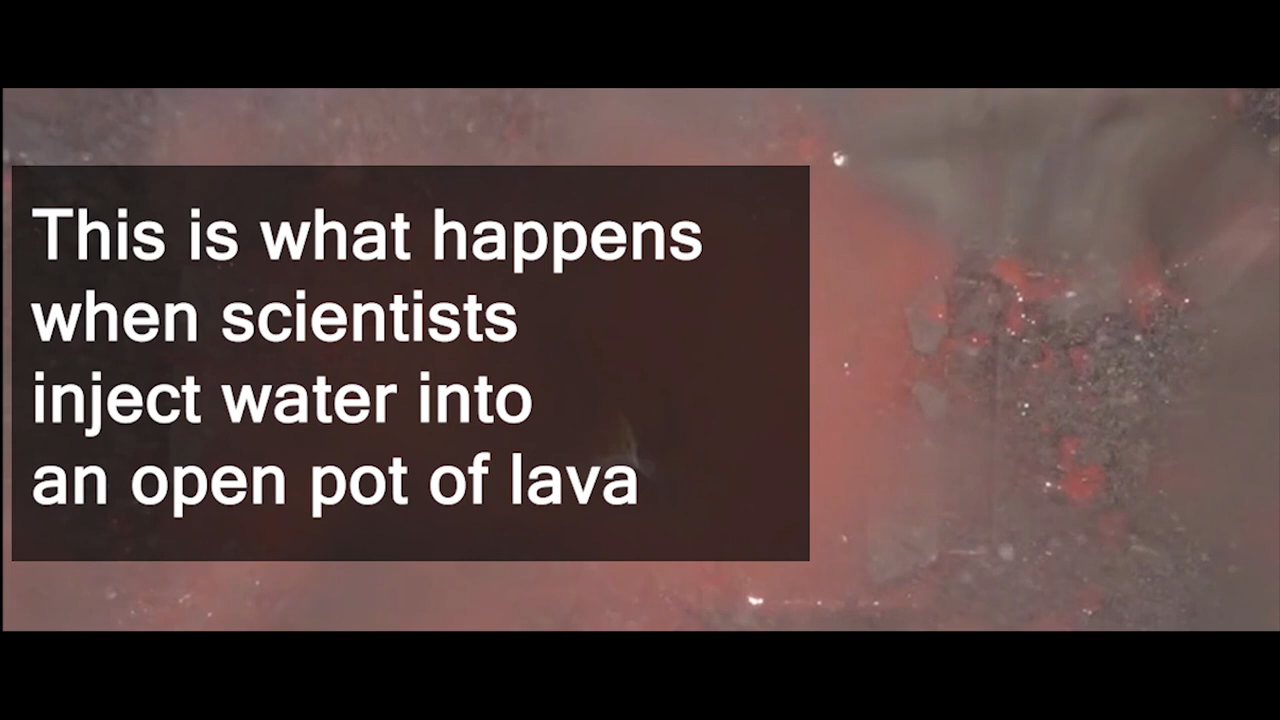 This is what happens
when scientists
inject water into
an open pot of lava